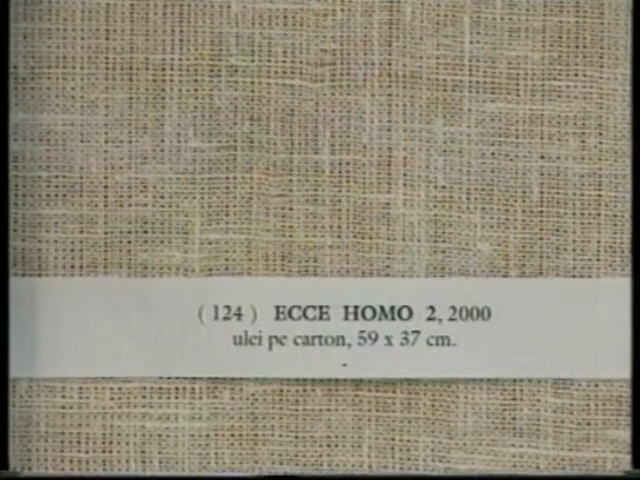 ( 124 ) ECCE HOMO 2, 2000
ulei pe carton, 59 x 37 cm.